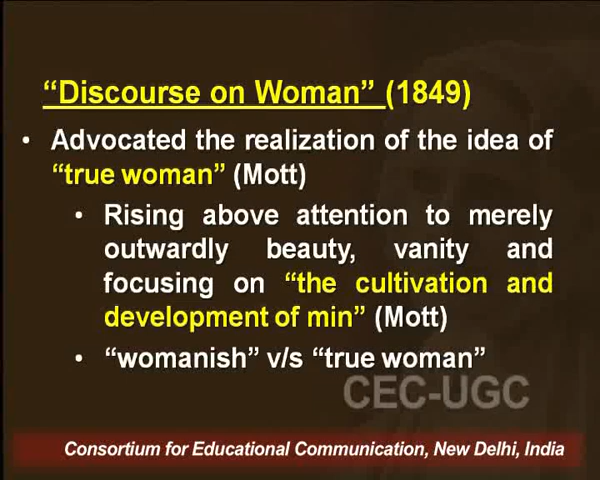 “Discourse on Woman” (1849)
• Advocated the realization of the idea of
“true woman” (Mott)
• Rising above attention to merely
outwardly beauty, vanity and
focusing on “the cultivation and
development of min” (Mott)
• “womanish” v/s “true woman”
CEC-UGC
Consortium for Educational Communication, New Delhi, India